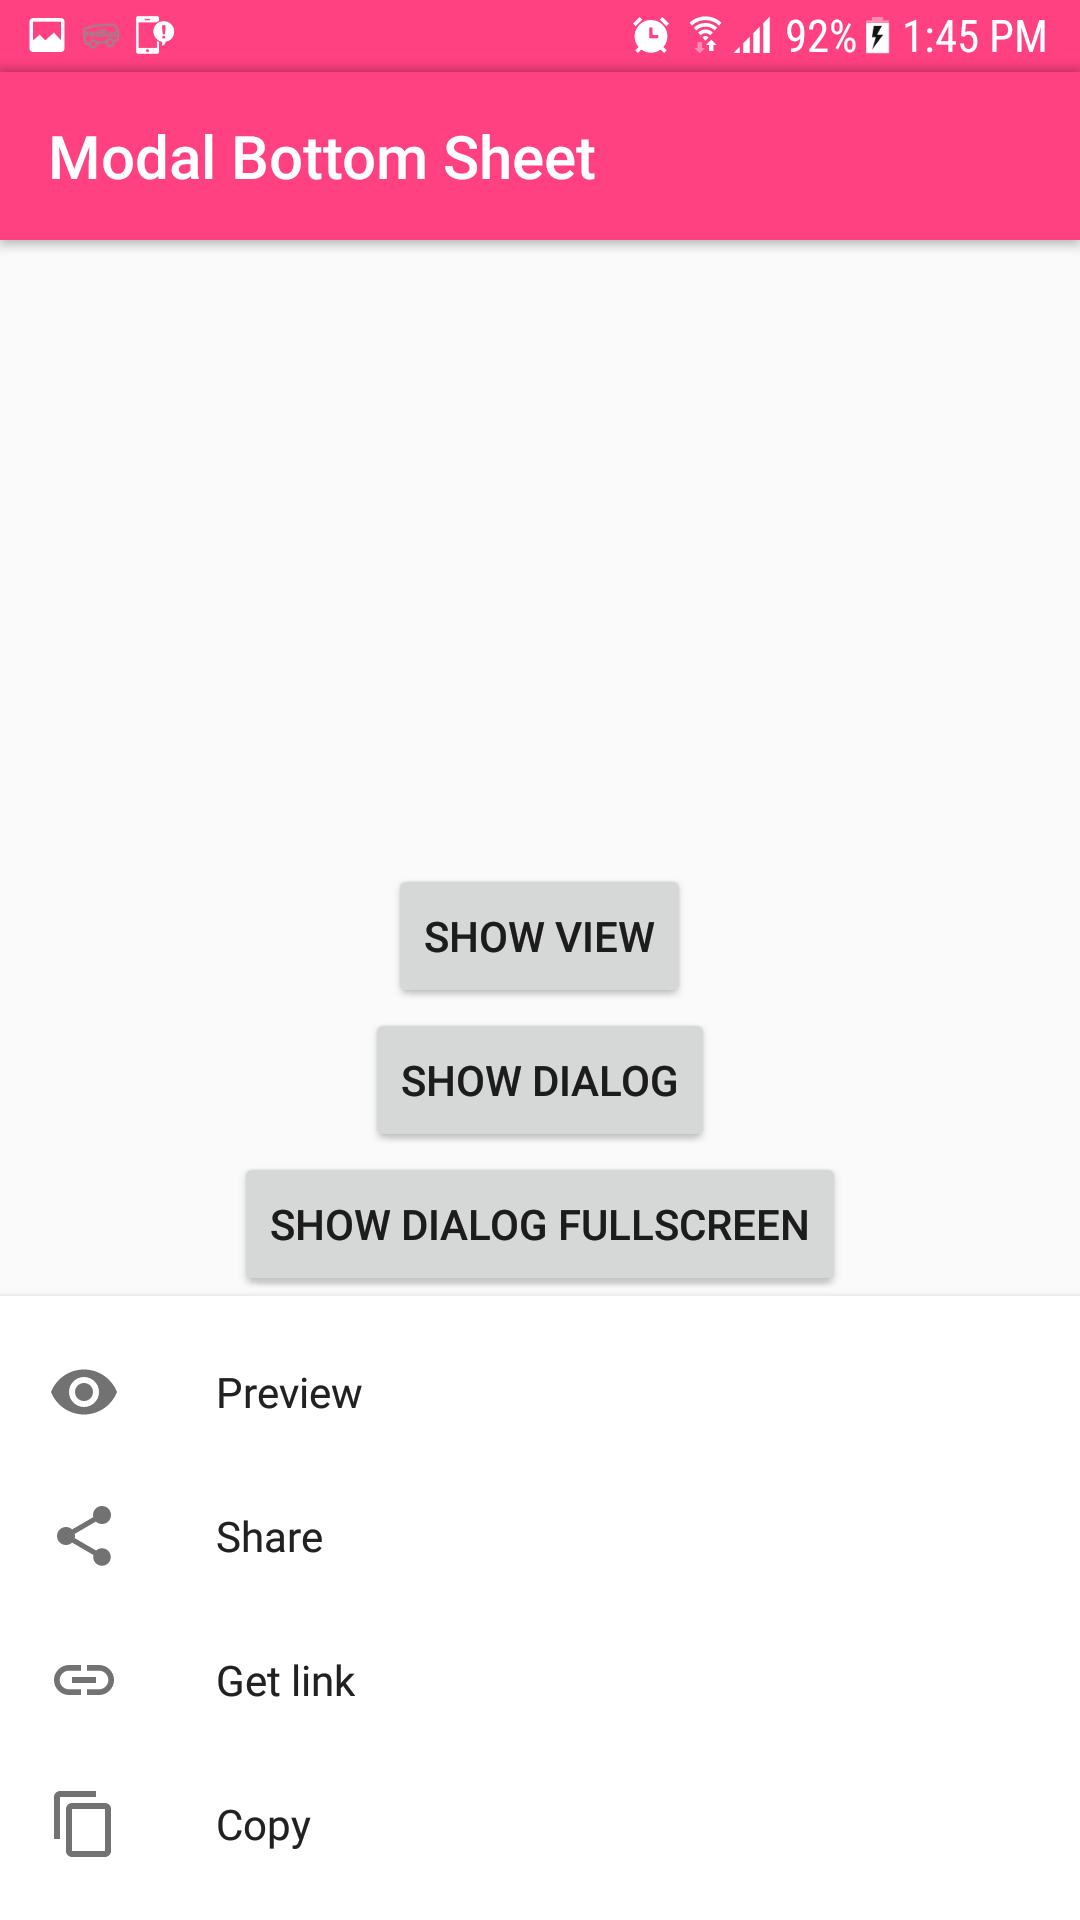 92% 1:45 PM
Modal Bottom Sheet
SHOW VIEW
SHOW DIALOG
SHOW DIALOG FULLSCREEN
Preview
Share
Get link
Copy